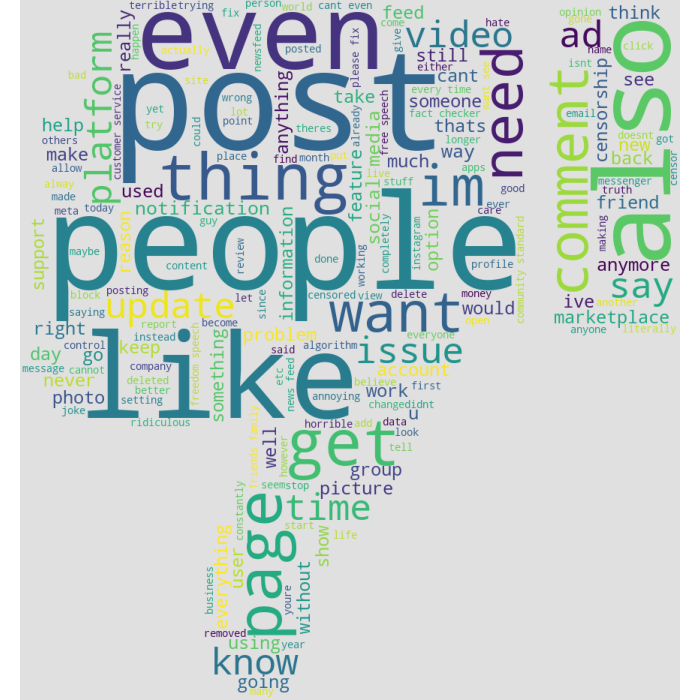 terribletrying
fix
person
world
cant even
feed
opinion
gone
think
happen
really
even
newsfeed
posted
come
give
video
hate
ad
name
click
also
actually
please fix
still
either
isnt
platform
bad
site
post
anything
cant
want see
need
comment
censorship
see
customer service
yet
wrong
lot
point
take
already
free speech
someone
every time
fact checker
email
doesnt
got
help
try
could
theres
thats
longer
new
others
make
place
find
month
out
feature
social media
much
way
apps
back
messenger
truth
censor
allow
alway
used
thing
live
stuff
im
good
friend
made
ever
making
meta
today
notification
reason
guy
information
done
completely
instagram
option
care
profile
community standard
anymore
support
maybe
content
people
review
working
say
block
posting
let
since
censored
view
delete
money
ive
another
saying
update
want
would
marketplace
right
report
become
open
anyone
literally
control
instead
freedom speech
problem
everyone
day
go
keep
something
said
algorithm
issue
message
cannot
company
like
etc
news feed
believe
account
never
deleted
better
annoying
work
first
photo
setting
changedidnt
joke
u
ridiculous
horrible
add
data
look
friends family
well
however
get
tell
group
seem
stop
picture
constantly
page
time
start
show
life
everything
user
business
youre
without
removed
using
year
know
going
many